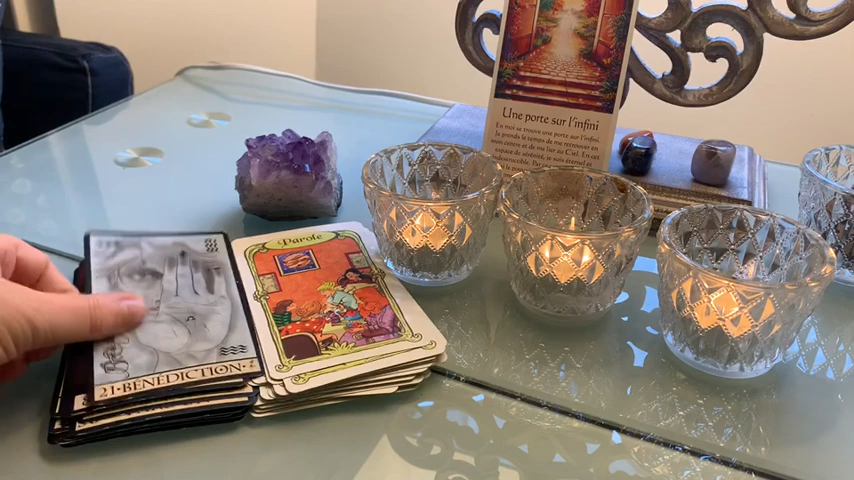 Une porte sur l'infini
En moi se trouve une porte sur l'infini.
Je prends le temps de me recentrer en
mon centre et de me lier au Ciel. En cet
espace de sérénité, je suis éternel et
indestructible.
Parole
21·BENEDICTION·